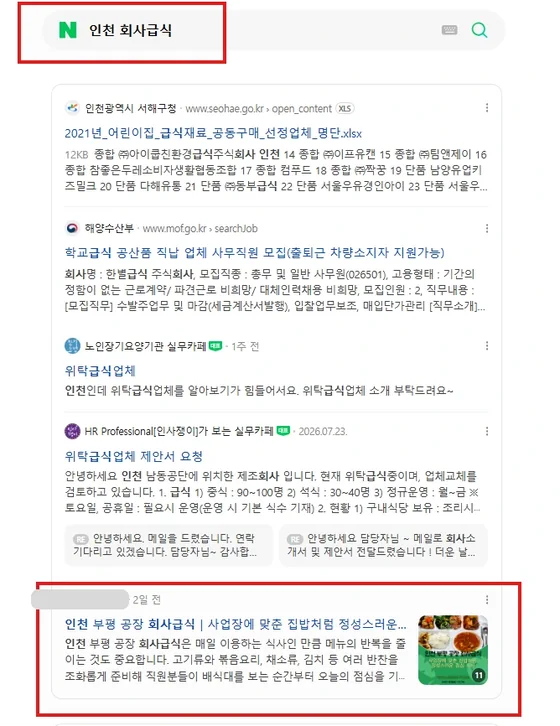 N 인천 회사급식
인천광역시 서해구청 · www.seohae.go.kr › open_content XLS
2021년_어린이집_급식재료_공동구매_선정업체_명단.xlsx
12KB 종합 ㈜아이쿱친환경급식주식회사 인천 14 종합 ㈜이프유캔 15 종합 ㈜팀앤제이 16
종합 참좋은두레소비자생활협동조합 17 종합 컴푸드 18 종합 ㈜짝꿍 19 단품 남양유업키
즈밀크 20 단품 다해유통 21 단품 ㈜동부급식 22 단품 서울우유경인아이 23 단품 서울우...
해양수산부 · www.mof.go.kr › searchJob
학교급식 공산품 직납 업체 사무직원 모집(출퇴근 차량소지자 지원가능)
회사명 : 한별급식 주식회사, 모집직종 : 총무 및 일반 사무원(026501), 고용형태 : 기간의
정함이 없는 근로계약/ 파견근로 비희망/ 대체인력채용 비희망, 모집인원 : 2, 직무내용 :
[모집직무] 수발주업무 및 마감(세금계산서발행), 입찰업무보조, 매입단가관리 [직무소개]...
노인장기요양기관 실무카페 대표 · 1주 전
위탁급식업체
인천인데 위탁급식업체를 알아보기가 힘들어서요. 위탁급식업체 소개 부탁드려요~
HR Professional[인사쟁이]가 보는 실무카페 대표 · 2026.07.23.
위탁급식업체 제안서 요청
안녕하세요 인천 남동공단에 위치한 제조회사 입니다. 현재 위탁급식중이며, 업체교체를
검토하고 있습니다. 1. 급식 1) 중식 : 90~100명 2) 석식 : 30~40명 3) 정규운영 : 월~금 ※
토요일, 공휴일 : 필요시 운영(운영 시 기본 식수 기재) 2. 현황 1) 구내식당 보유 : 조리시...
RE 안녕하세요. 메일을 드렸습니다. 연락
기다리고 있겠습니다. 담당자님~ 감사합...
RE 안녕하세요 담당자님 ~ 메일로 회사소
개서 및 제안서 전달드렸습니다 ! 더운 날...
2일 전
인천 부평 공장 회사급식 | 사업장에 맞춘 집밥처럼 정성스러운...
인천 부평 공장 회사급식은 매일 이용하는 식사인 만큼 메뉴의 반복을 줄
이는 것도 중요합니다. 고기류와 볶음요리, 채소류, 김치 등 여러 반찬을
조화롭게 준비해 직원분들이 배식대를 보는 순간부터 오늘의 점심을 기...
인천 부평 공장 회사급식
11